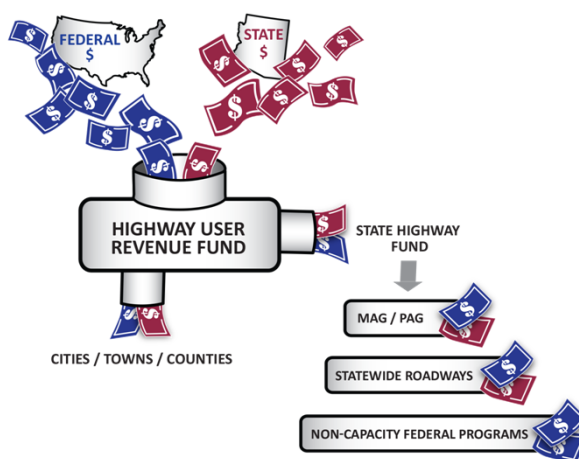 FEDERAL
$
STATE
$
HIGHWAY USER
REVENUE FUND
STATE HIGHWAY
FUND
MAG / PAG
CITIES / TOWNS / COUNTIES
STATEWIDE ROADWAYS
NON-CAPACITY FEDERAL PROGRAMS